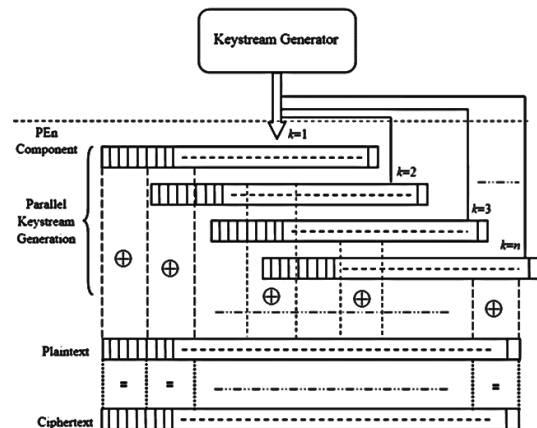 Keystream Generator
PEn
Component
k=1
k=2
Parallel
Keystream
Generation
k=3
k=n
⊕ ⊕
⊕ ⊕ ⊕
Plaintext
= = =
Ciphertext